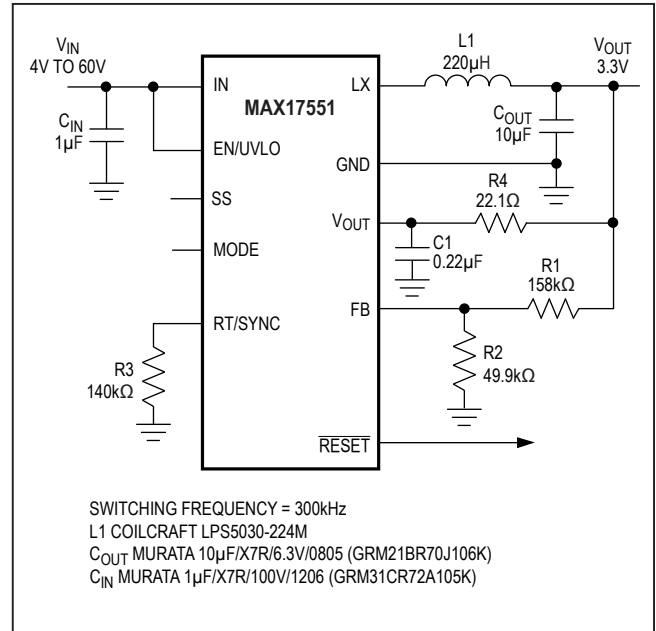 VIN
4V TO 60V
CIN
1µF
IN
EN/UVLO
SS
MODE
RT/SYNC
R3
140kΩ
MAX17551
LX
GND
VOUT
FB
RESET
L1
220µH
VOUT
3.3V
COUT
10µF
R4
22.1Ω
C1
0.22µF
R1
158kΩ
R2
49.9kΩ
SWITCHING FREQUENCY = 300kHz
L1 COILCRAFT LPS5030-224M
COUT MURATA 10µF/X7R/6.3V/0805 (GRM21BR70J106K)
CIN MURATA 1µF/X7R/100V/1206 (GRM31CR72A105K)